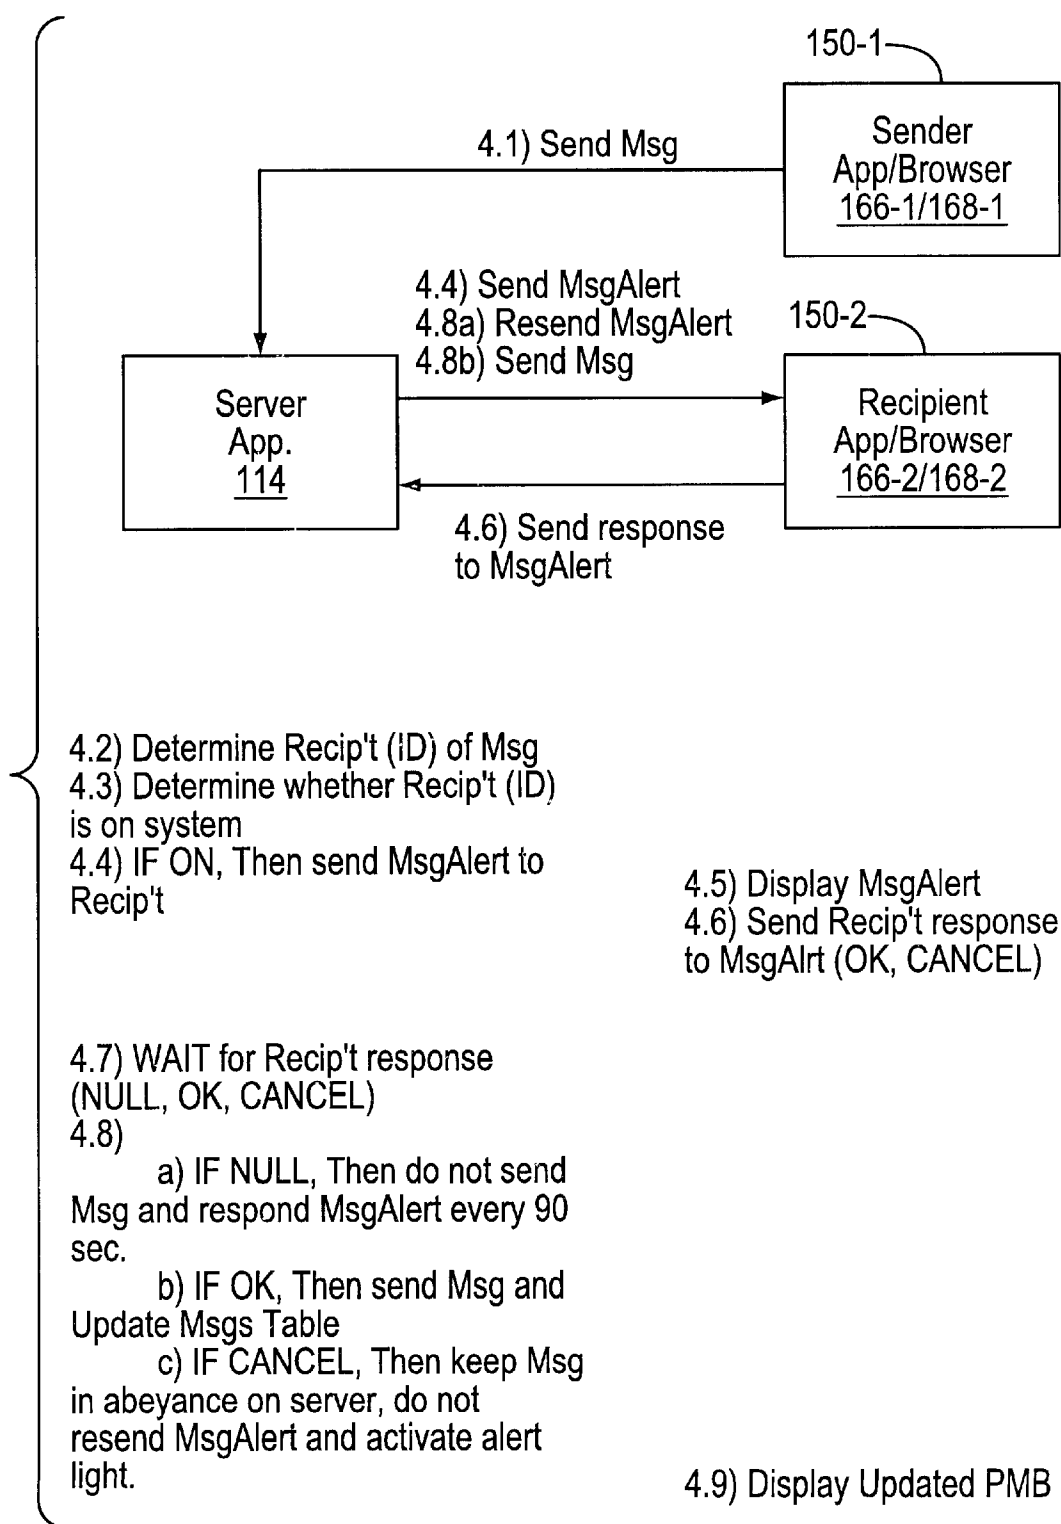 150-1
Sender
App/Browser
166-1/168-1
4.1) Send Msg
4.4) Send MsgAlert
4.8a) Resend MsgAlert
4.8b) Send Msg
150-2
Server
App.
114
Recipient
App/Browser
166-2/168-2
4.6) Send response
to MsgAlert
4.2) Determine Recip't (ID) of Msg
4.3) Determine whether Recip't (ID)
is on system
4.4) IF ON, Then send MsgAlert to
Recip't
4.5) Display MsgAlert
4.6) Send Recip't response
to MsgAlrt (OK, CANCEL)
4.7) WAIT for Recip't response
(NULL, OK, CANCEL)
4.8)
a) IF NULL, Then do not send
Msg and respond MsgAlert every 90
sec.
b) IF OK, Then send Msg and
Update Msgs Table
c) IF CANCEL, Then keep Msg
in abeyance on server, do not
resend MsgAlert and activate alert
light.
4.9) Display Updated PMB